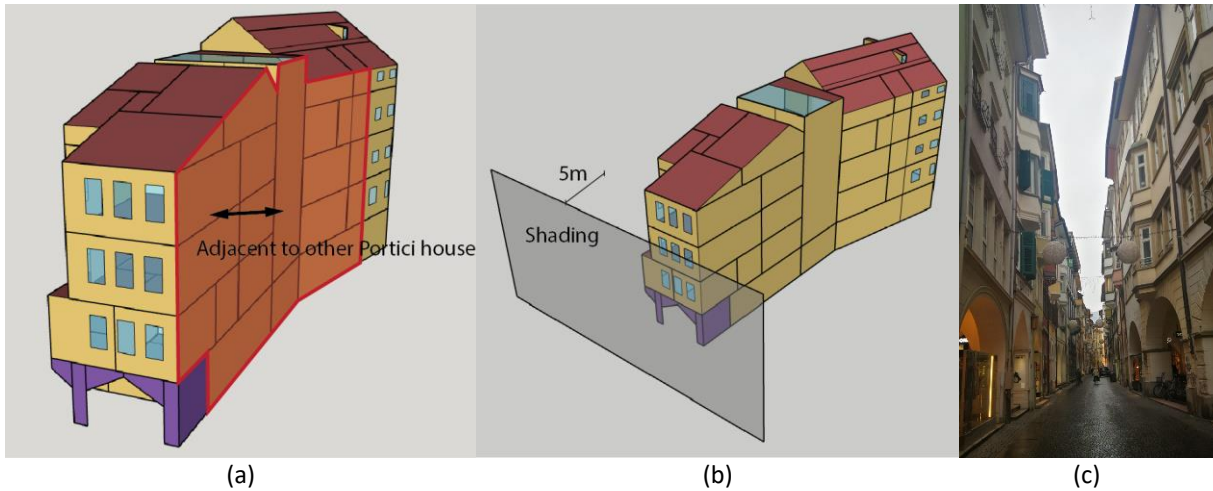 Adjacent to other Portici house
5m
Shading
(a)
(b)
(c)